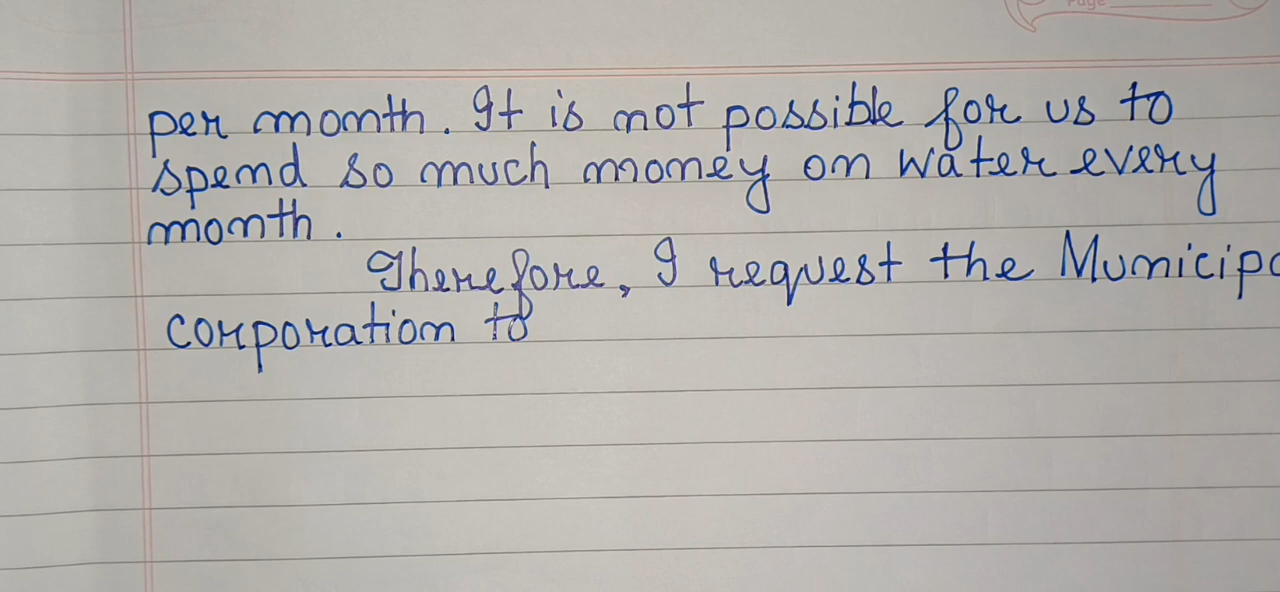 Page
per month. It is not possible for us to
spend so much money on water every
month.
Therefore, I request the
corporation to